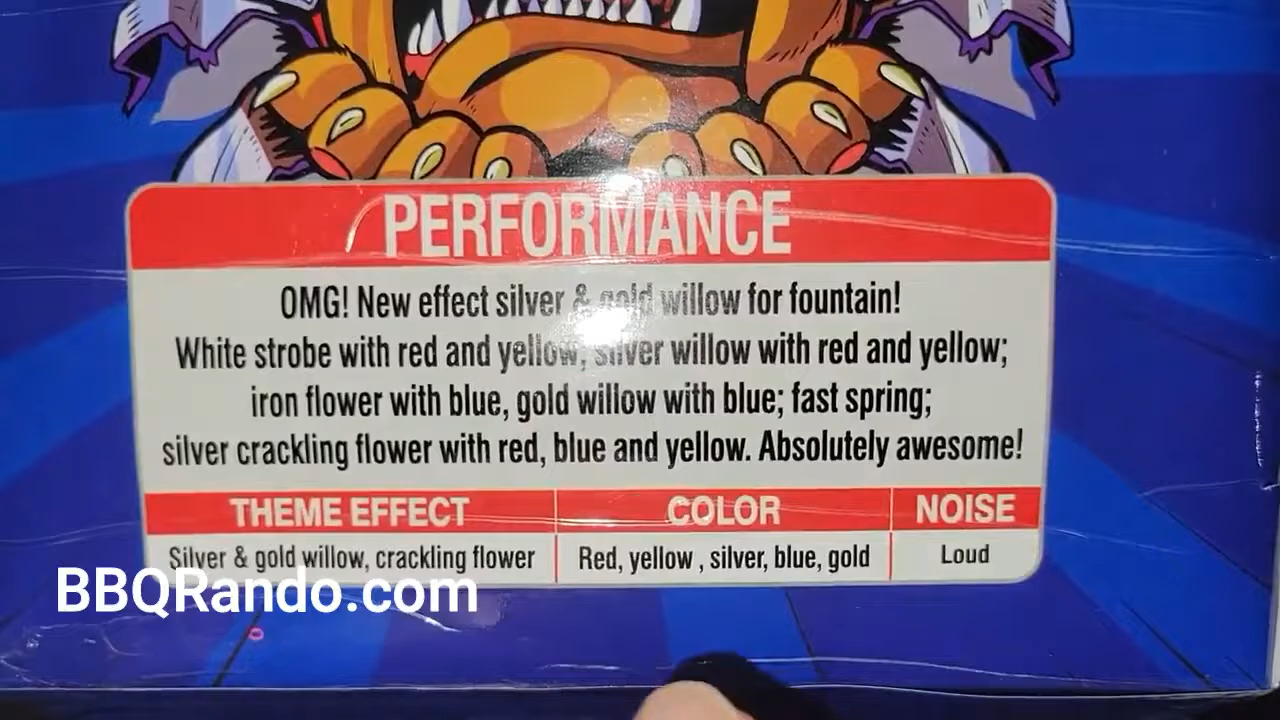 PERFORMANCE
OMG! New effect silver & gold willow for fountain!
White strobe with red and yellow, silver willow with red and yellow;
iron flower with blue, gold willow with blue; fast spring;
silver crackling flower with red, blue and yellow. Absolutely awesome!
THEME EFFECT COLOR NOISE
Silver & gold willow, crackling flower Red, yellow , silver, blue, gold Loud
BBQRando.com